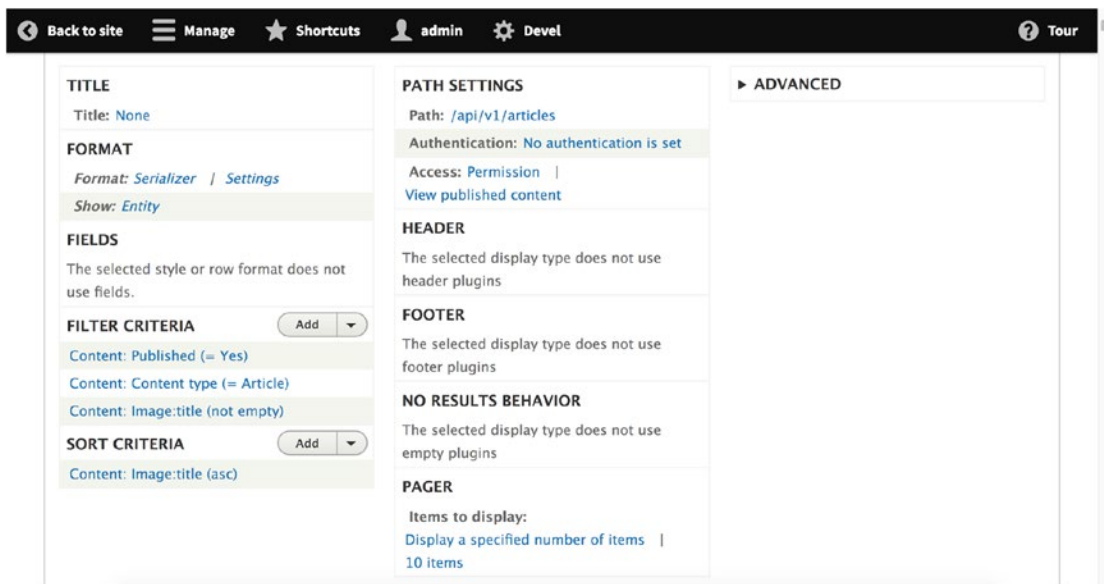 Back to site Manage Shortcuts admin Devel Tour
TITLE
Title: None
FORMAT
Format: Serializer | Settings
Show: Entity
FIELDS
The selected style or row format does not
use fields.
FILTER CRITERIA Add
Content: Published (= Yes)
Content: Content type (= Article)
Content: Image:title (not empty)
SORT CRITERIA Add
Content: Image:title (asc)
PATH SETTINGS
Path: /api/v1/articles
Authentication: No authentication is set
Access: Permission |
View published content
HEADER
The selected display type does not use
header plugins
FOOTER
The selected display type does not use
footer plugins
NO RESULTS BEHAVIOR
The selected display type does not use
empty plugins
PAGER
Items to display:
Display a specified number of items |
10 items
ADVANCED